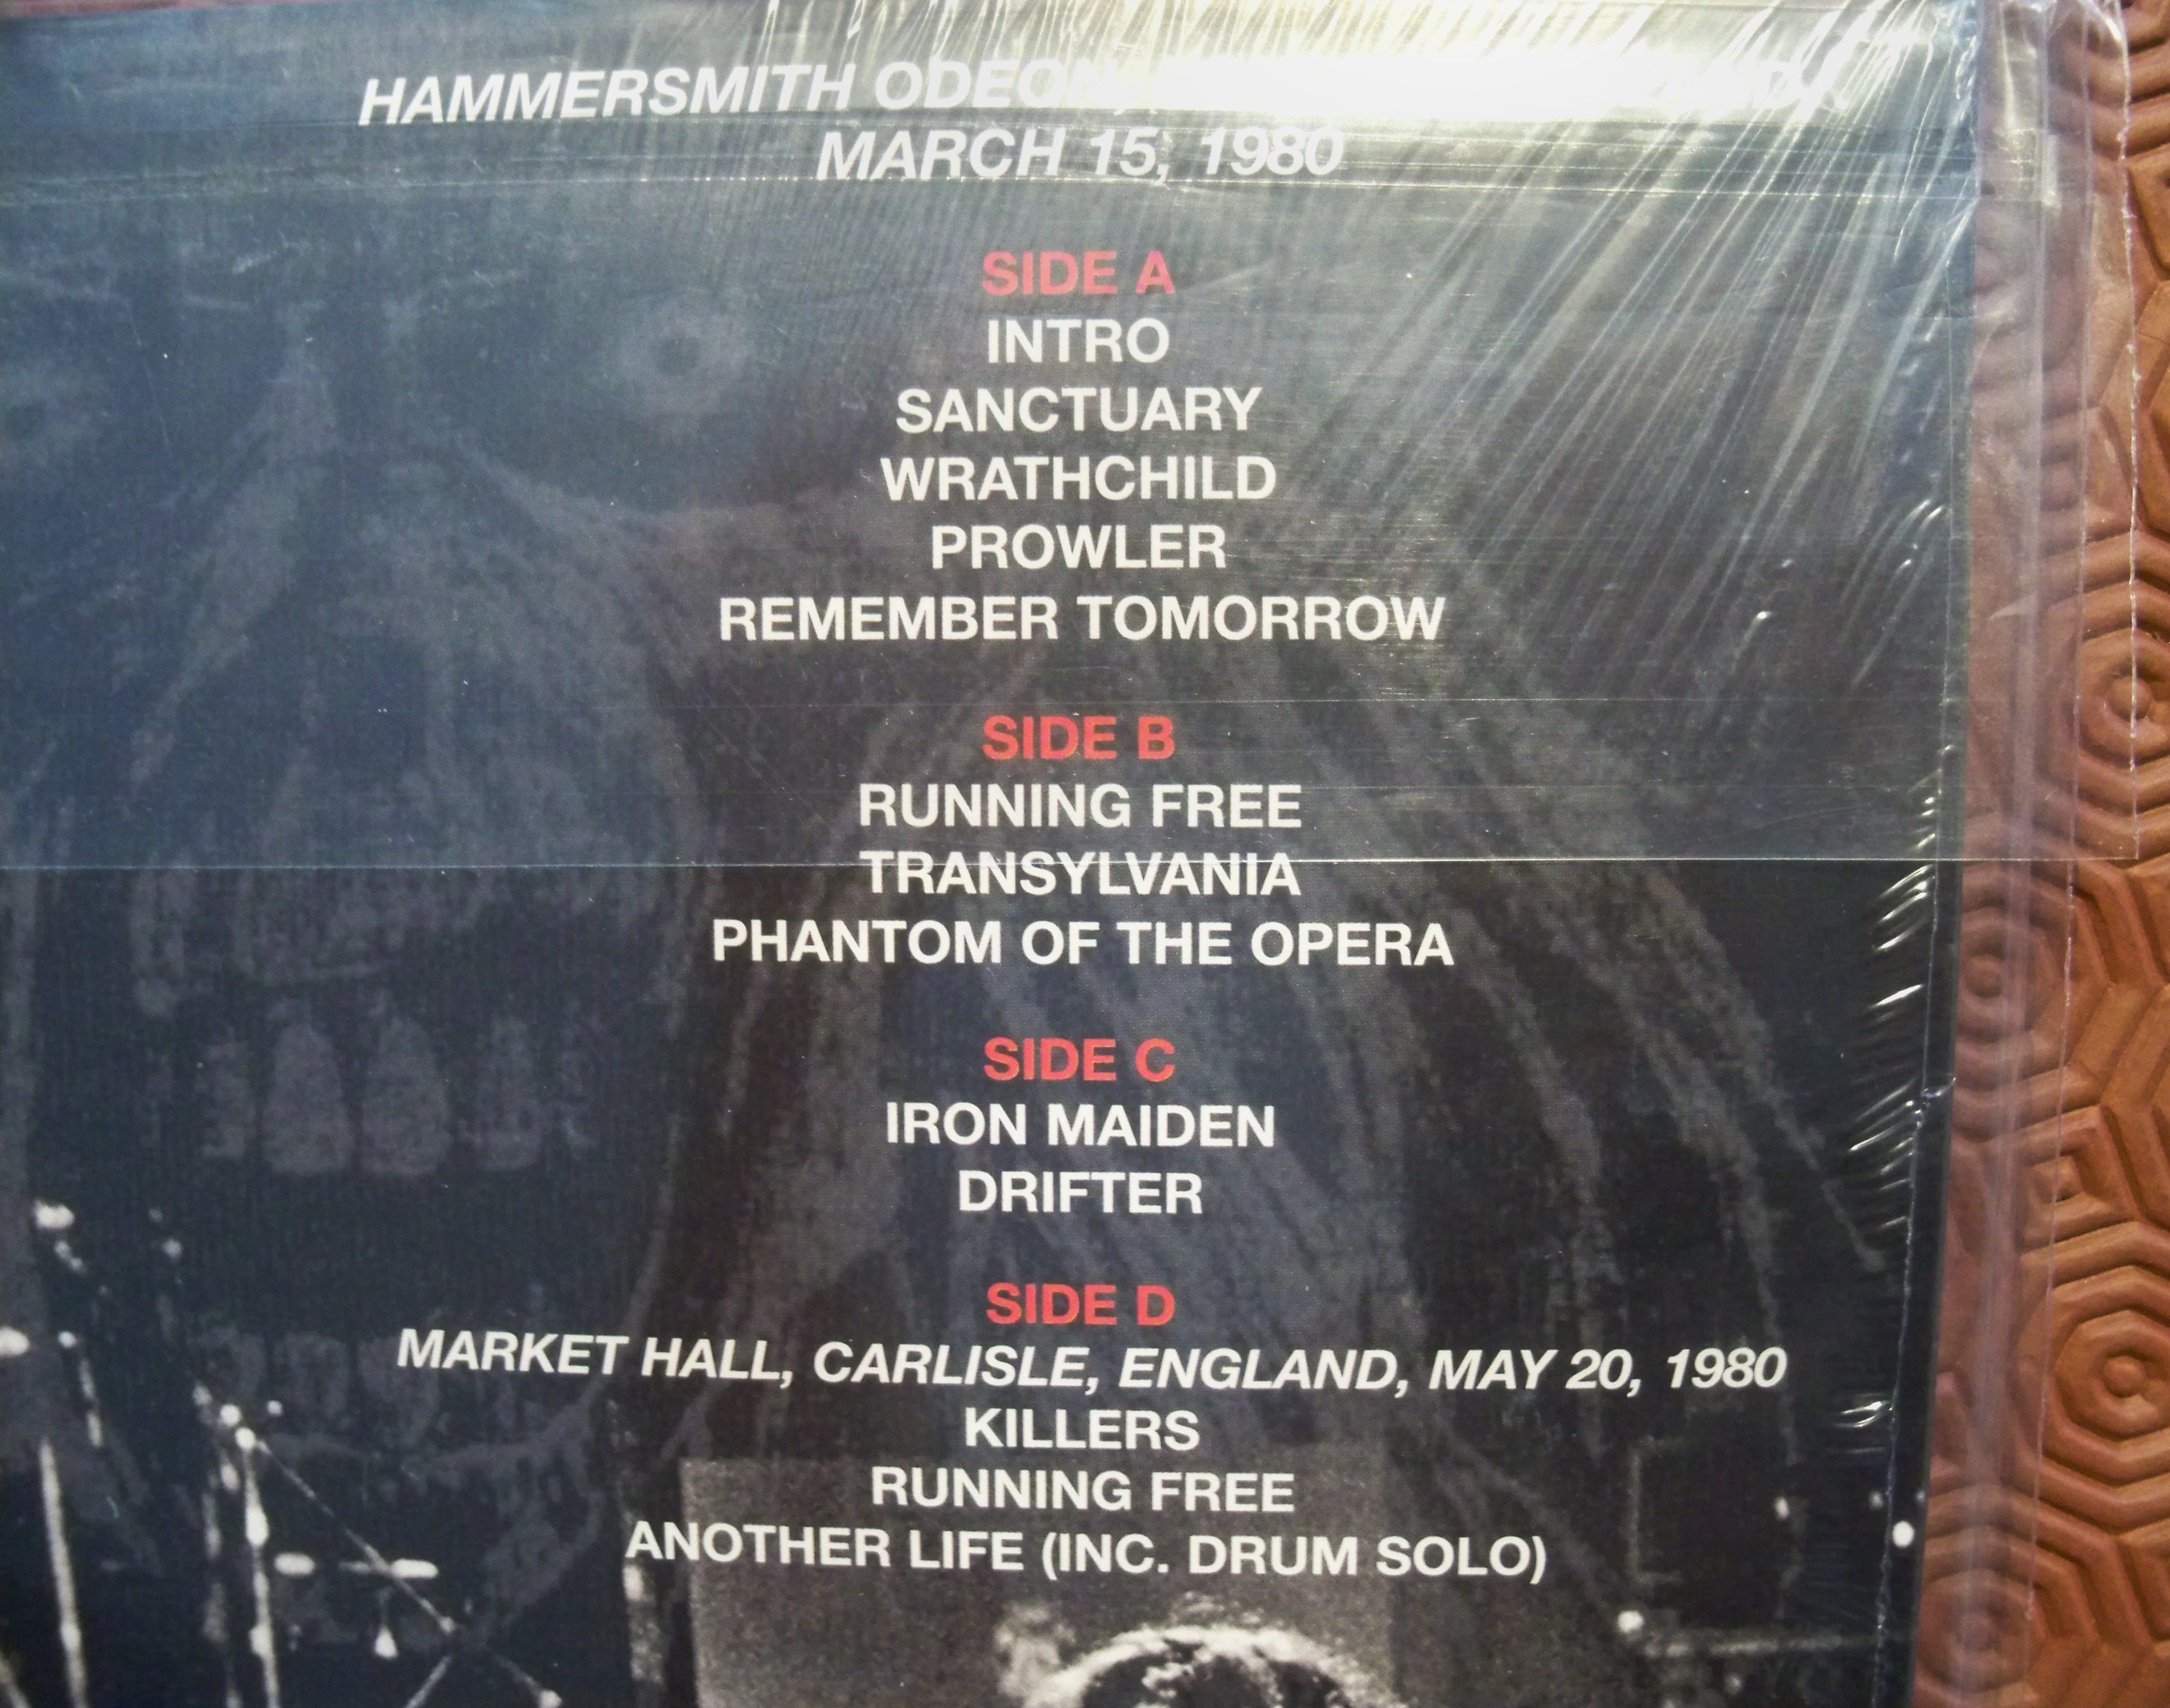 HAMMERSMITH ODEON,
MARCH 15, 1980
SIDE A
INTRO
SANCTUARY
WRATHCHILD
PROWLER
REMEMBER TOMORROW
SIDE B
RUNNING FREE
TRANSYLVANIA
PHANTOM OF THE OPERA
SIDE C
IRON MAIDEN
DRIFTER
SIDE D
MARKET HALL, CARLISLE, ENGLAND, MAY 20, 1980
KILLERS
RUNNING FREE
ANOTHER LIFE (INC. DRUM SOLO)